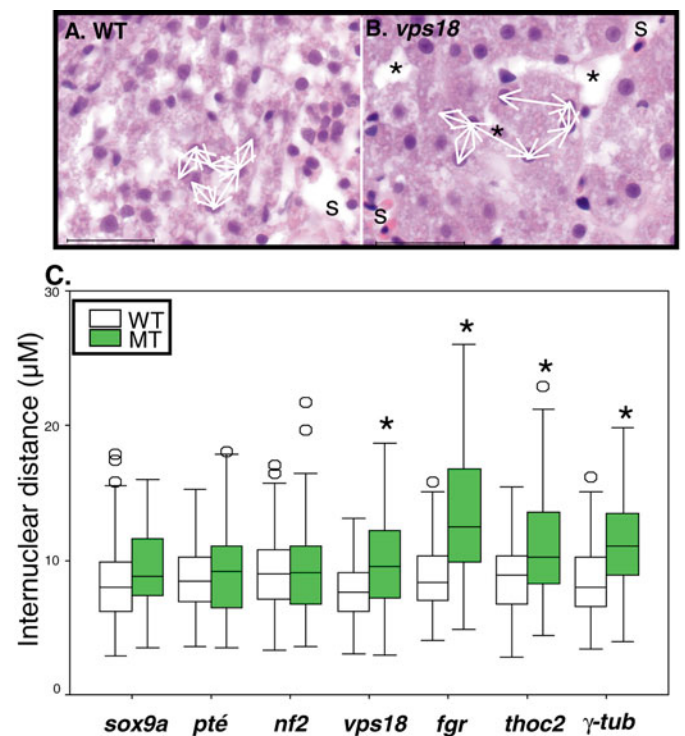 A. WT
B. vps18
S
*
*
*
S
S
C.
30
WT
MT
20
10
0
Internuclear distance (µM)
*
*
*
*
sox9a pté nf2 vps18 fgr thoc2 γ-tub